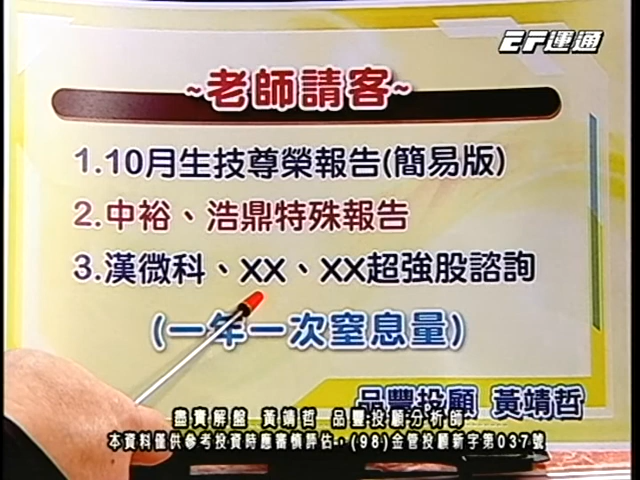 EF運通
~老師請客~
1.10月生技尊榮報告(簡易版)
2.中裕、浩鼎特殊報告
3.漢微科、XX、XX超強股諮詢
(一年一次窒息量)
品豐投顧 黃靖哲
盡實解盤 黃靖哲 品豐投顧分析師
本資料僅供參考投資時應審慎評估,(98)金管投顧新字第037號